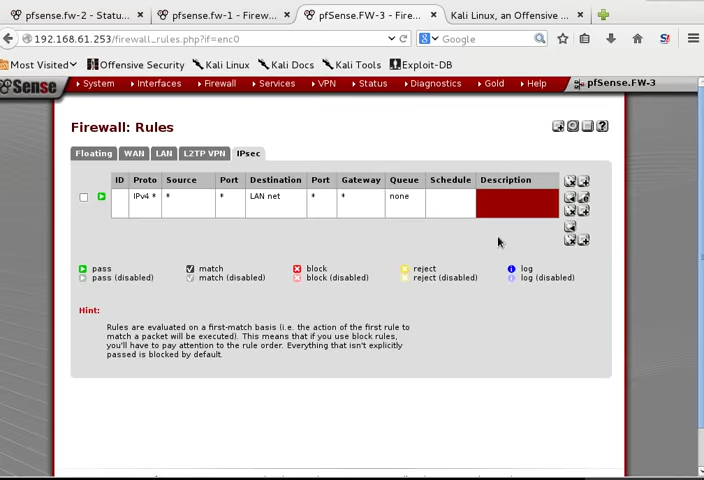 pfsense.fw-2 - Statu...
pfsense.fw-1 - Firew...
pfSense.FW-3 - Fire...
Kali Linux, an Offensive ...
192.168.61.253/firewall_rules.php?if=enc0
Google
Most Visited
Offensive Security
Kali Linux
Kali Docs
Kali Tools
Exploit-DB
Sense
System
Interfaces
Firewall
Services
VPN
Status
Diagnostics
Gold
Help
pfSense.FW-3
Firewall: Rules
Floating WAN LAN L2TP VPN IPsec
ID Proto Source Port Destination Port Gateway Queue Schedule Description
IPv4 * * * LAN net * * none
pass match block reject log
pass (disabled) match (disabled) block (disabled) reject (disabled) log (disabled)
Hint:
Rules are evaluated on a first-match basis (i.e. the action of the first rule to
match a packet will be executed). This means that if you use block rules,
you'll have to pay attention to the rule order. Everything that isn't explicitly
passed is blocked by default.